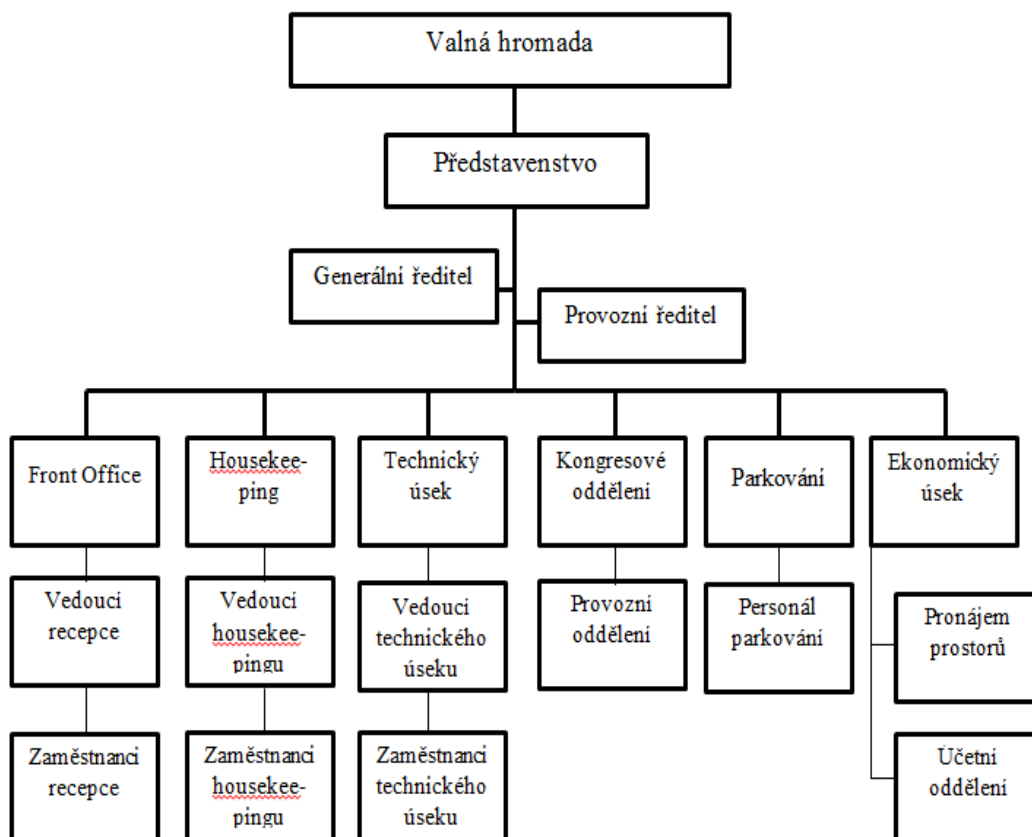 Valná hromada
Představenstvo
Generální ředitel
Provozní ředitel
Front Office
Housekee-
ping
Technický
úsek
Kongresové
oddělení
Parkování
Ekonomický
úsek
Vedoucí
recepce
Vedoucí
housekee-
pingu
Vedoucí
technického
úseku
Provozní
oddělení
Personál
parkování
Pronájem
prostorů
Zaměstnanci
recepce
Zaměstnanci
housekee-
pingu
Zaměstnanci
technického
úseku
Účetní
oddělení